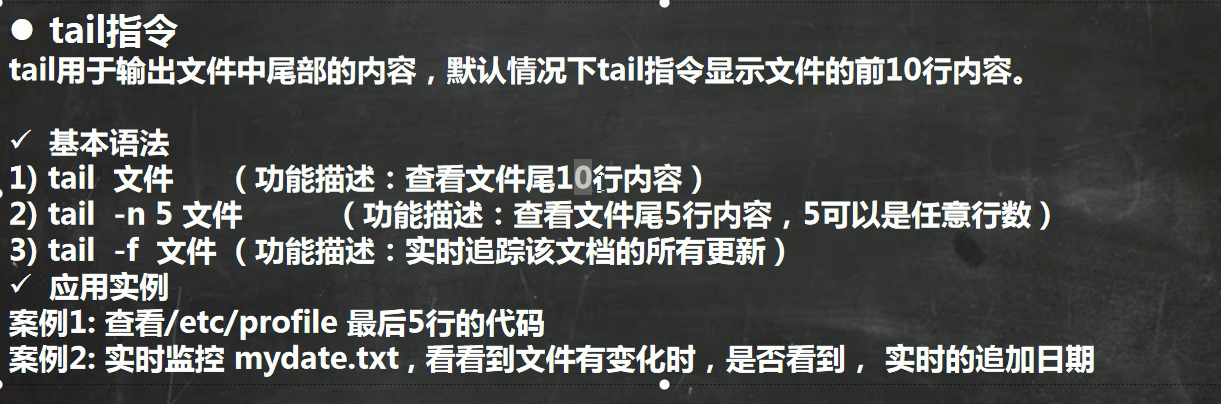 ● tail指令
tail用于输出文件中尾部的内容，默认情况下tail指令显示文件的前10行内容。
✓ 基本语法
1) tail 文件 （功能描述：查看文件尾10行内容）
2) tail -n 5 文件 （功能描述：查看文件尾5行内容，5可以是任意行数）
3) tail -f 文件（功能描述：实时追踪该文档的所有更新）
✓ 应用实例
案例1: 查看/etc/profile 最后5行的代码
案例2: 实时监控 mydate.txt , 看看到文件有变化时，是否看到， 实时的追加日期